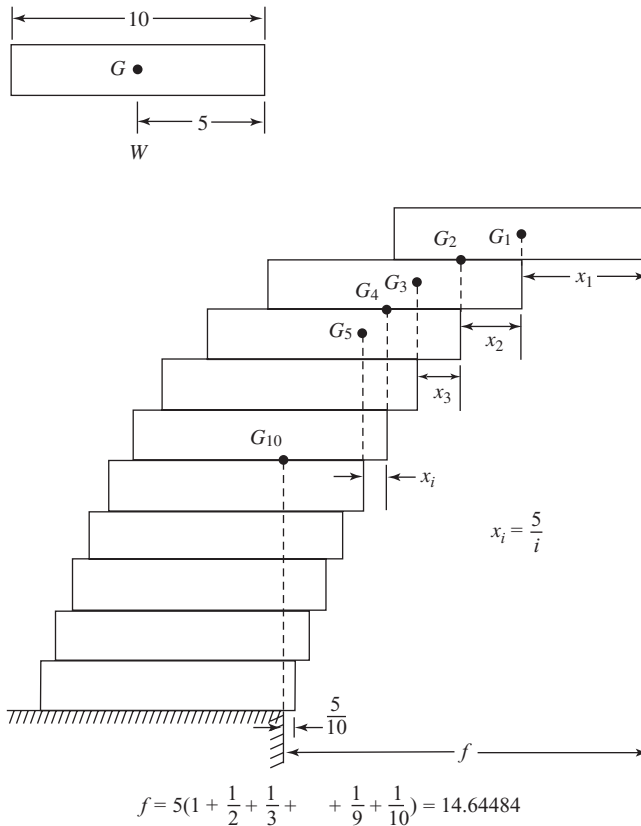 10
G
5
W
G₂ G₁
x₁
G₄ G₃
G₅ x₂
x₃
G₁₀
xᵢ
xᵢ = 5/i
5/10
f
f = 5(1 + 1/2 + 1/3 + + 1/9 + 1/10) = 14.64484